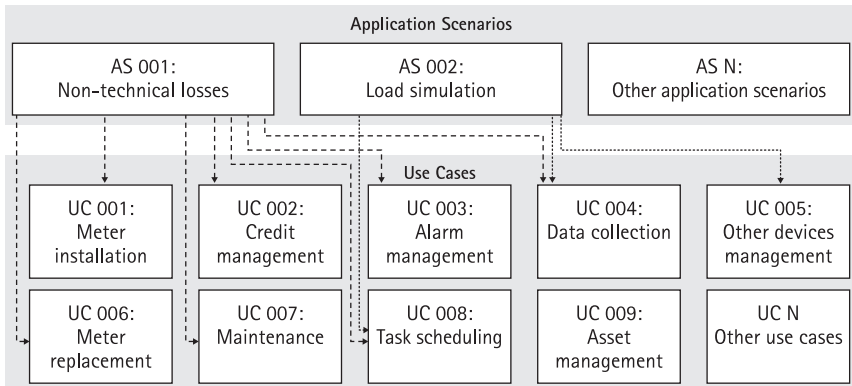 Application Scenarios
AS 001:
Non-technical losses
AS 002:
Load simulation
AS N:
Other application scenarios
Use Cases
UC 001:
Meter
installation
UC 002:
Credit
management
UC 003:
Alarm
management
UC 004:
Data collection
UC 005:
Other devices
management
UC 006:
Meter
replacement
UC 007:
Maintenance
UC 008:
Task scheduling
UC 009:
Asset
management
UC N
Other use cases